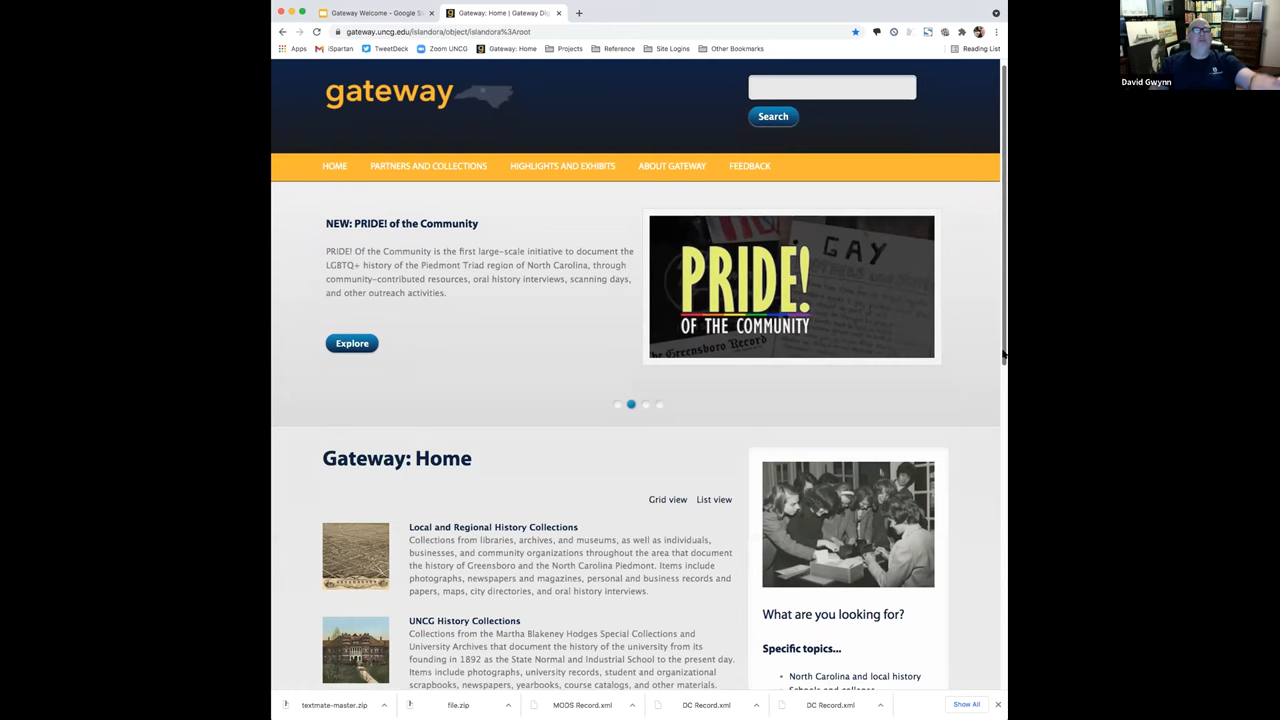 Gateway Welcome - Google Sl
Gateway: Home | Gateway Dig
gateway.uncg.edu/islandora/object/islandora%3Aroot
Apps
iSpartan
TweetDeck
Zoom UNCG
Gateway: Home
Projects
Reference
Site Logins
Other Bookmarks
Reading List
David Gwynn
gateway
Search
HOME
PARTNERS AND COLLECTIONS
HIGHLIGHTS AND EXHIBITS
ABOUT GATEWAY
FEEDBACK
NEW: PRIDE! of the Community
PRIDE! Of the Community is the first large-scale initiative to document the
LGBTQ+ history of the Piedmont Triad region of North Carolina, through
community-contributed resources, oral history interviews, scanning days,
and other outreach activities.
Explore
GAY
PRIDE!
OF THE COMMUNITY
the Greensboro Record
Gateway: Home
Grid view
List view
Local and Regional History Collections
Collections from libraries, archives, and museums, as well as individuals,
businesses, and community organizations throughout the area that document
the history of Greensboro and the North Carolina Piedmont. Items include
photographs, newspapers and magazines, personal and business records and
papers, maps, city directories, and oral history interviews.
UNCG History Collections
Collections from the Martha Blakeney Hodges Special Collections and
University Archives that document the history of the university from its
founding in 1892 as the State Normal and Industrial School to the present day.
Items include photographs, university records, student and organizational
scrapbooks, newspapers, yearbooks, course catalogs, and other materials.
What are you looking for?
Specific topics...
North Carolina and local history
Schools and colleges
textmate-master.zip
file.zip
MODS Record.xml
DC Record.xml
DC Record.xml
Show All